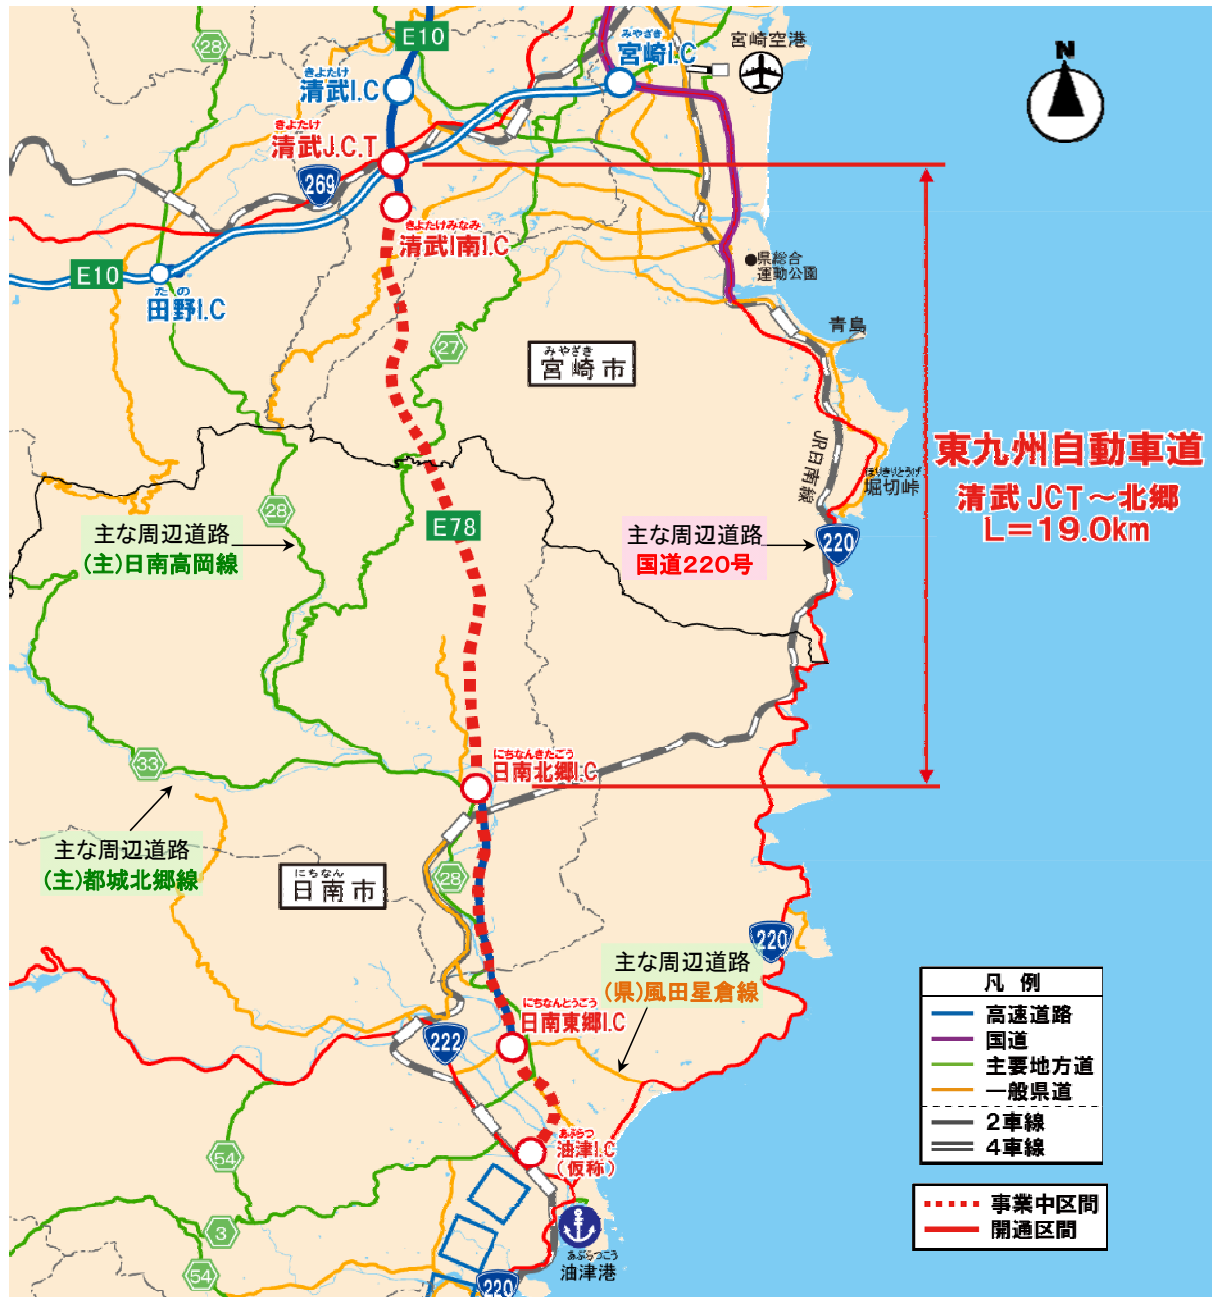 28
E10
みやざき
宮崎I.C
宮崎空港
N
きよたけ
清武I.C
きよたけ
清武J.C.T
269
きよたけみなみ
清武南I.C
E10
たの
田野I.C
県総合
運動公園
青島
27
みやざき
宮崎市
JR日南線
ほりきりとうげ
堀切峠
東九州自動車道
清武JCT～北郷
L=19.0km
28
E78
主な周辺道路
(主)日南高岡線
主な周辺道路
国道220号
220
33
にちなんきたごう
日南北郷I.C
主な周辺道路
(主)都城北郷線
にちなん
日南市
28
220
主な周辺道路
(県)風田星倉線
にちなんとうごう
日南東郷I.C
222
あぶらつ
油津I.C
(仮称)
54
3
54
220
あぶらつこう
油津港
凡例
高速道路
国道
主要地方道
一般県道
2車線
4車線
事業中区間
開通区間